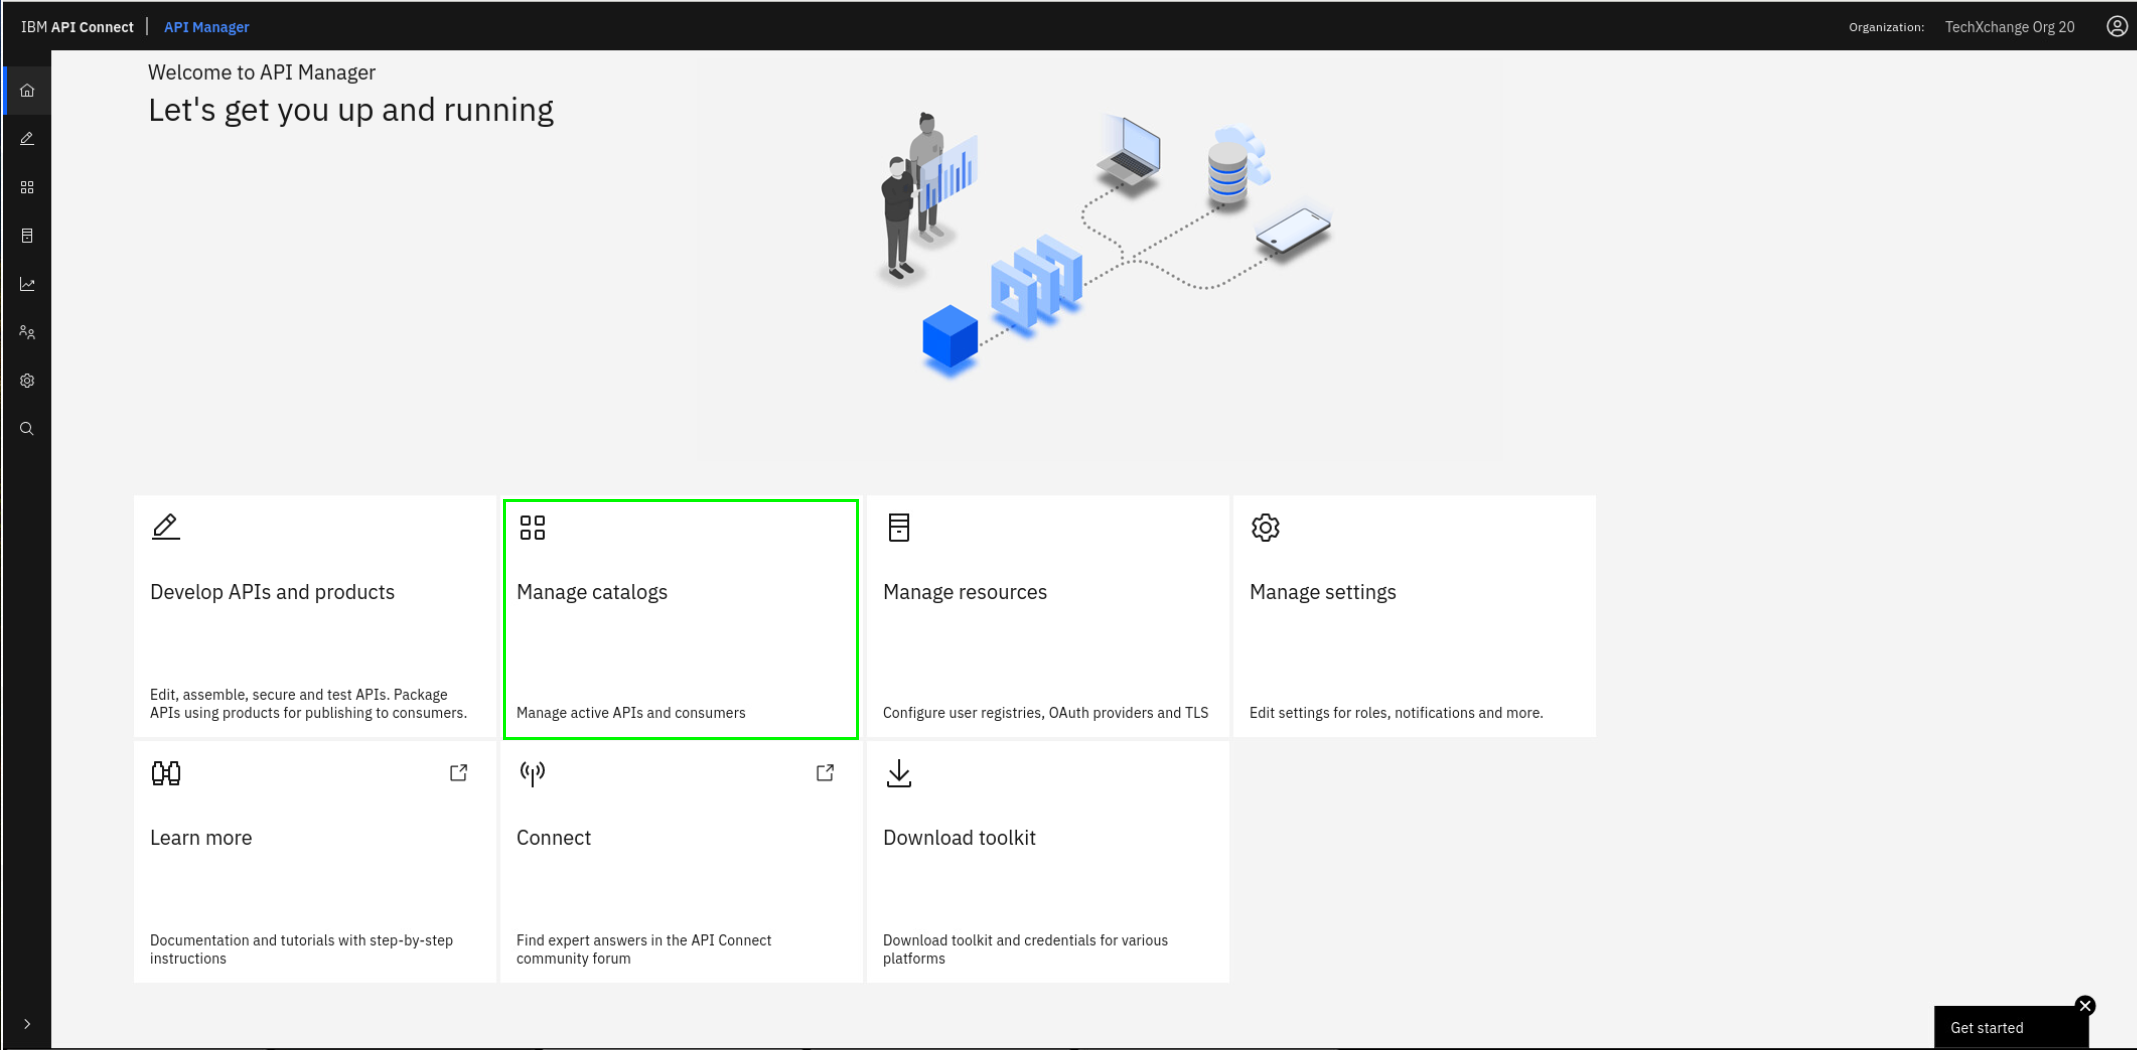 IBM API Connect | API Manager
Organization: TechXchange Org 20
Welcome to API Manager
Let's get you up and running
Develop APIs and products
Edit, assemble, secure and test APIs. Package
APIs using products for publishing to consumers.
Manage catalogs
Manage active APIs and consumers
Manage resources
Configure user registries, OAuth providers and TLS
Manage settings
Edit settings for roles, notifications and more.
Learn more
Documentation and tutorials with step-by-step
instructions
Connect
Find expert answers in the API Connect
community forum
Download toolkit
Download toolkit and credentials for various
platforms
Get started